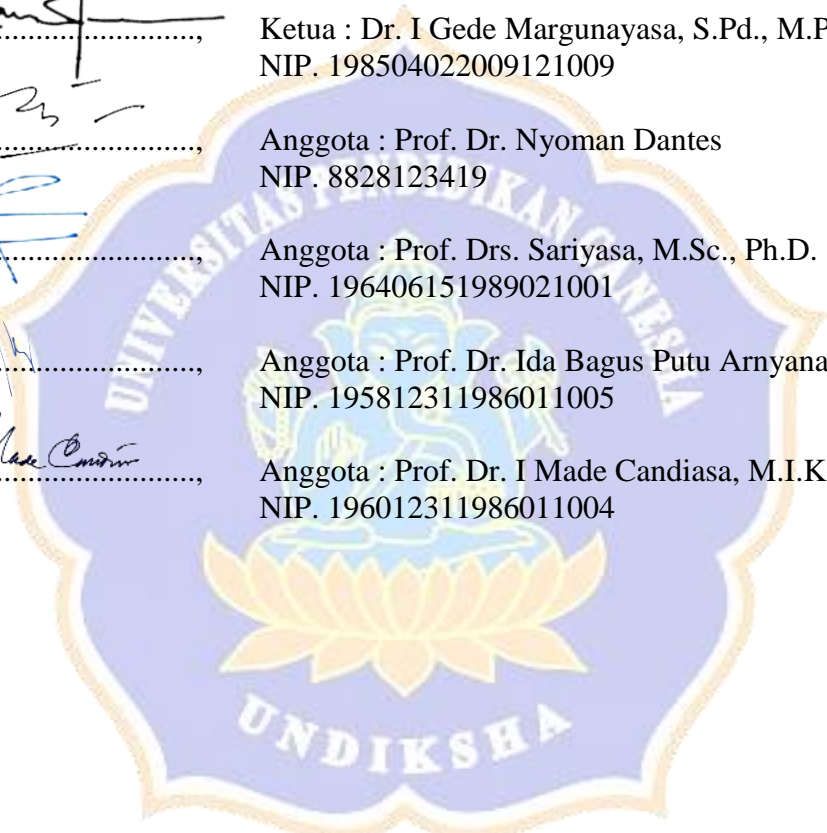 ........................, Ketua : Dr. I Gede Margunayasa, S.Pd., M.P
NIP. 198504022009121009
........................, Anggota : Prof. Dr. Nyoman Dantes
NIP. 8828123419
........................, Anggota : Prof. Drs. Sariyasa, M.Sc., Ph.D.
NIP. 196406151989021001
........................, Anggota : Prof. Dr. Ida Bagus Putu Arnyana
NIP. 195812311986011005
........................, Anggota : Prof. Dr. I Made Candiasa, M.I.K
NIP. 196012311986011004
UNIVERSITAS PENDIDIKAN GANESHA
UNDIKSHA